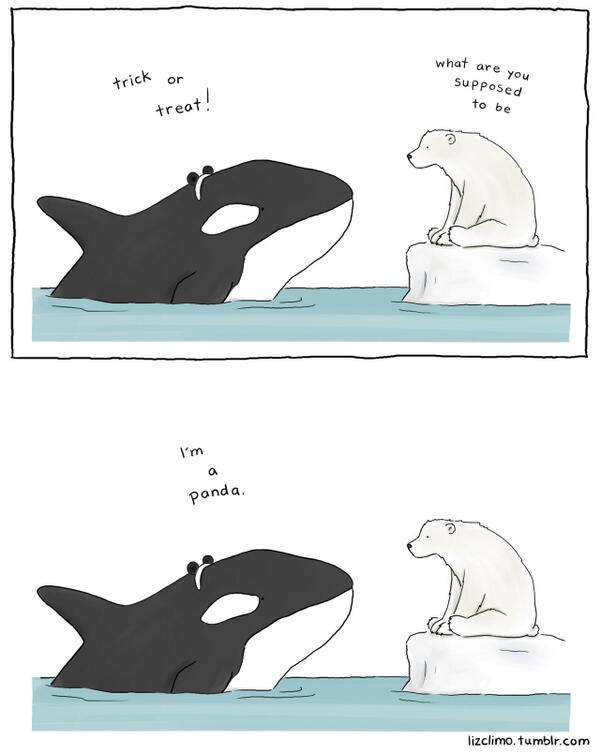 trick or
treat!
what are you
supposed
to be
I'm
a
panda.
lizclimo.tumblr.com